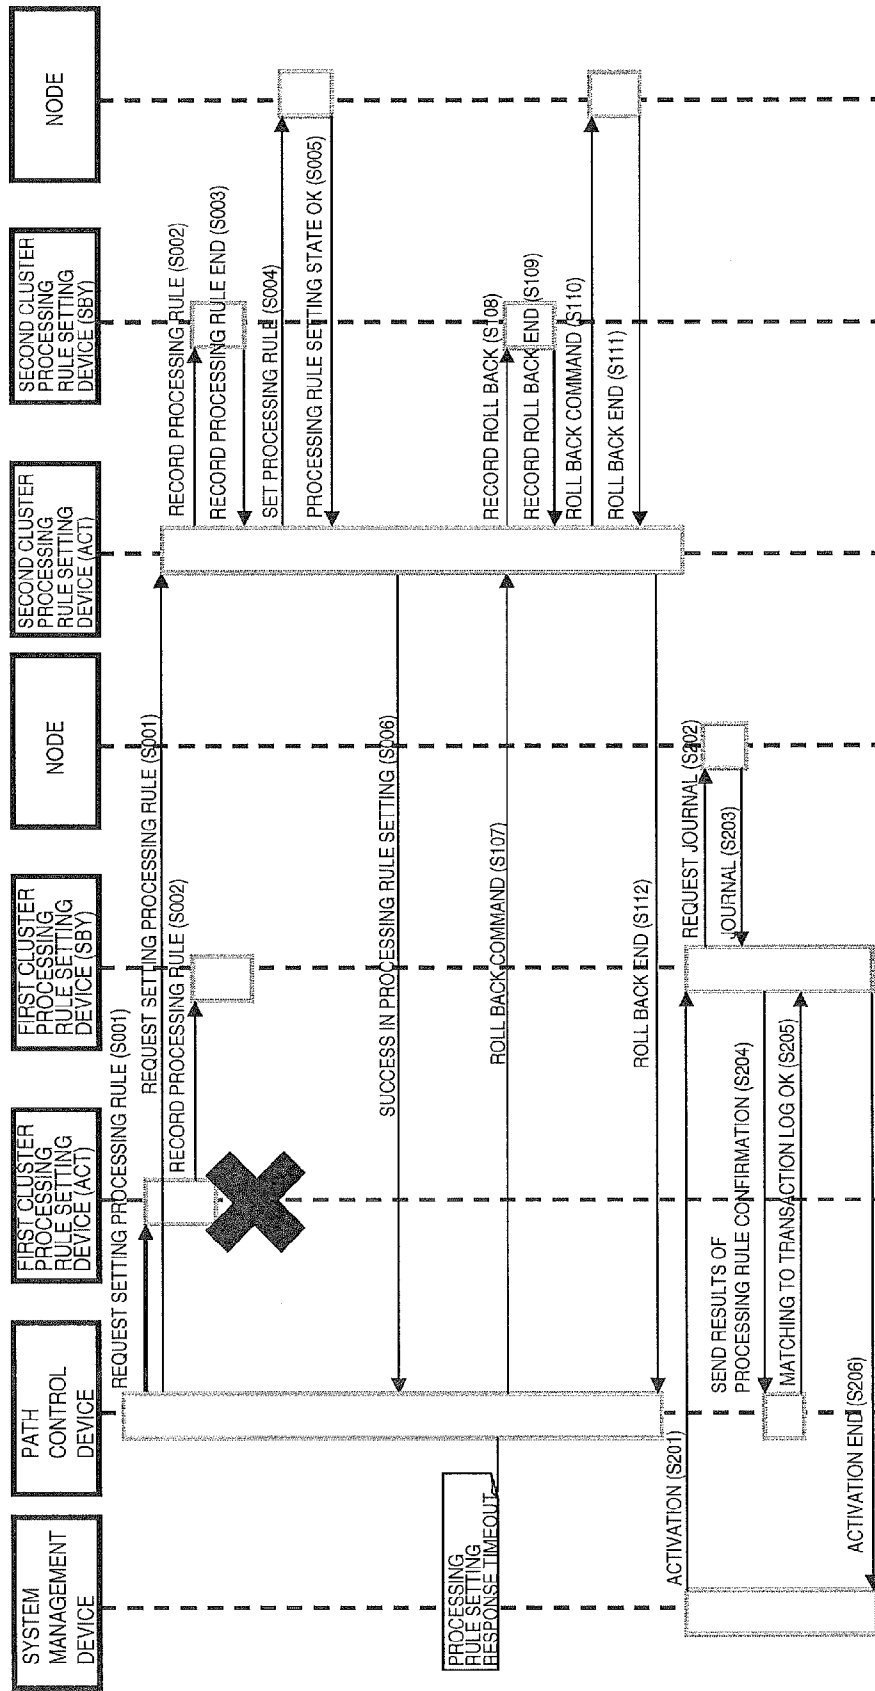 SYSTEM
MANAGEMENT
DEVICE
PATH
CONTROL
DEVICE
FIRST CLUSTER
PROCESSING
RULE SETTING
DEVICE (ACT)
FIRST CLUSTER
PROCESSING
RULE SETTING
DEVICE (SBY)
NODE
SECOND CLUSTER
PROCESSING
RULE SETTING
DEVICE (ACT)
SECOND CLUSTER
PROCESSING
RULE SETTING
DEVICE (SBY)
NODE
REQUEST SETTING PROCESSING RULE (S001)
REQUEST SETTING PROCESSING RULE (S001)
RECORD PROCESSING RULE (S002)
RECORD PROCESSING RULE (S002)
RECORD PROCESSING RULE END (S003)
SET PROCESSING RULE (S004)
PROCESSING RULE SETTING STATE OK (S005)
SUCCESS IN PROCESSING RULE SETTING (S006)
PROCESSING
RULE SETTING
RESPONSE TIMEOUT
ROLL BACK COMMAND (S107)
RECORD ROLL BACK (S108)
RECORD ROLL BACK END (S109)
ROLL BACK COMMAND (S110)
ROLL BACK END (S111)
ROLL BACK END (S112)
ACTIVATION (S201)
REQUEST JOURNAL (S202)
JOURNAL (S203)
SEND RESULTS OF
PROCESSING RULE CONFIRMATION (S204)
MATCHING TO TRANSACTION LOG OK (S205)
ACTIVATION END (S206)